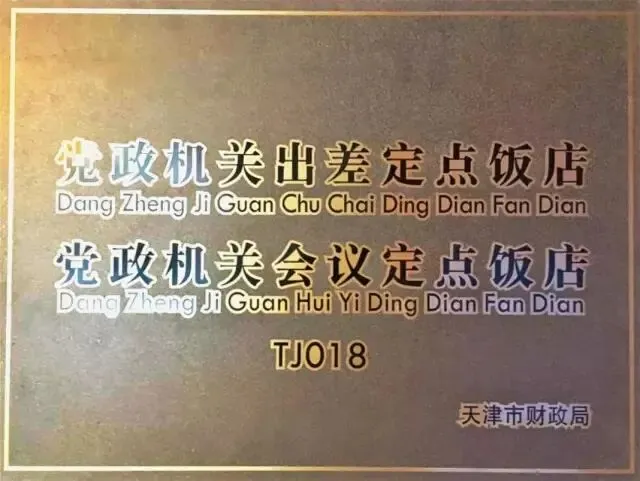 党政机关出差定点饭店
Dang Zheng Ji Guan Chu Chai Ding Dian Fan Dian
党政机关会议定点饭店
Dang Zheng Ji Guan Hui Yi Ding Dian Fan Dian
TJ018
天津市财政局